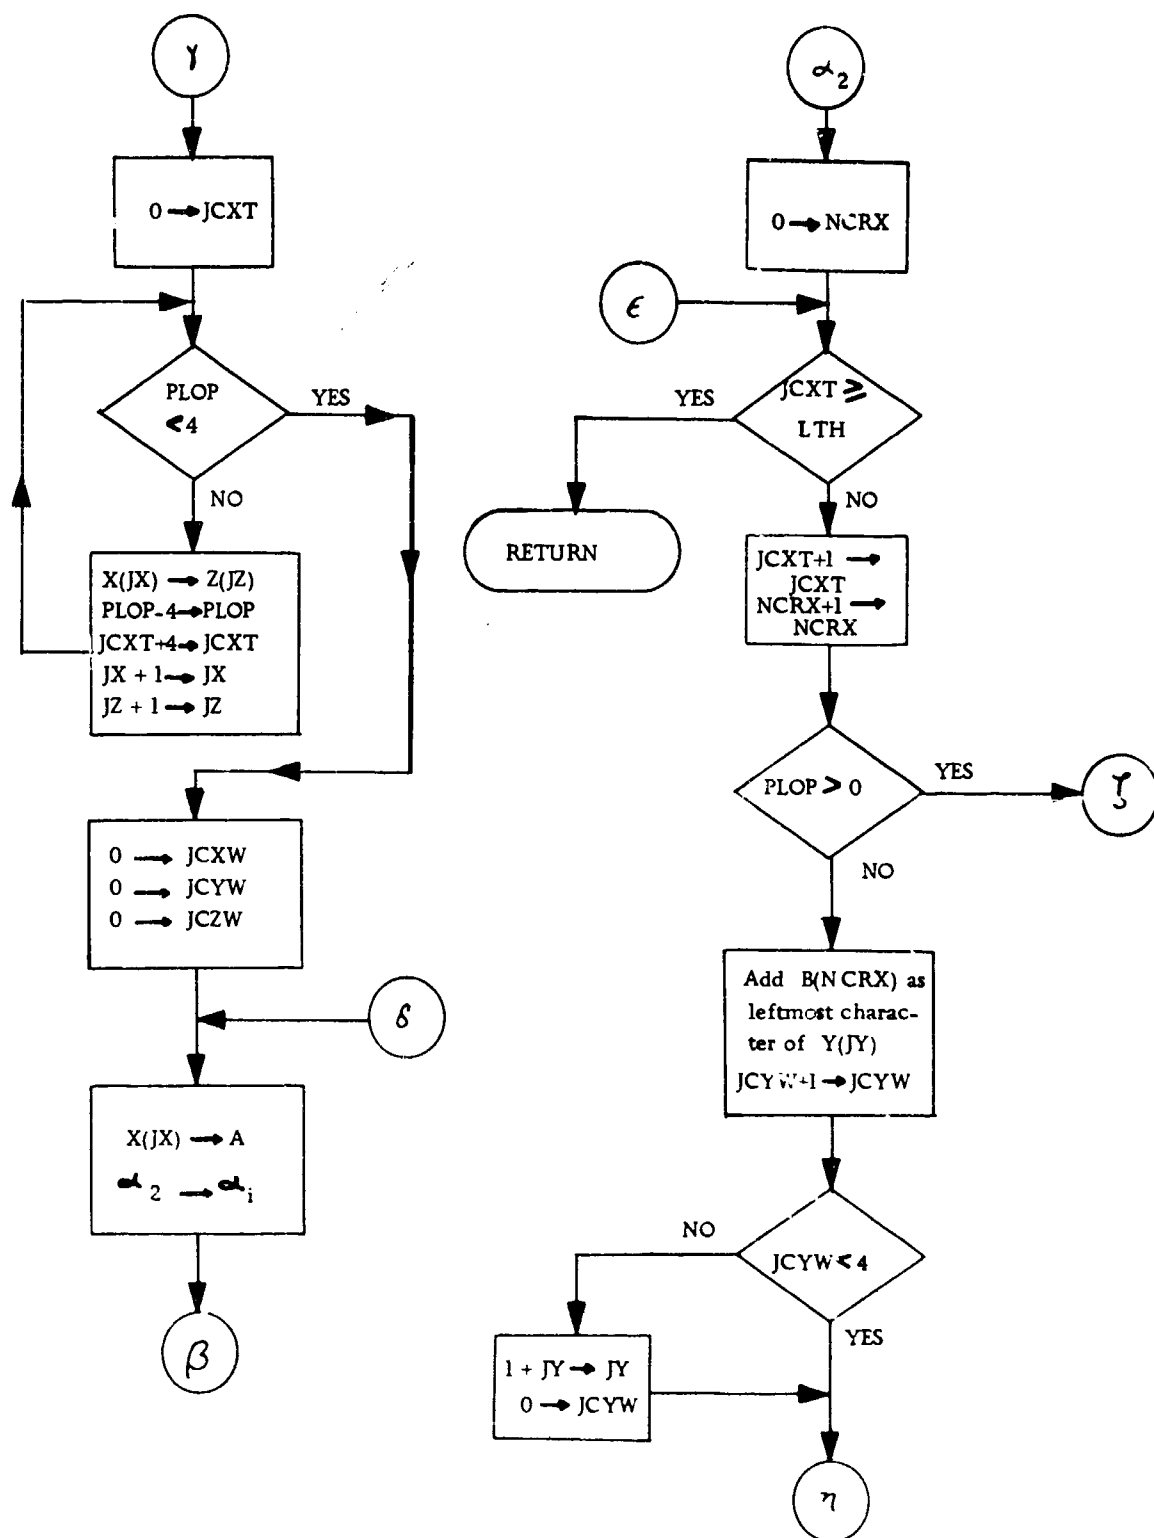 γ
0 → JCXT
PLOP
< 4
YES
NO
X(JX) → Z(JZ)
PLOP-4 → PLOP
JCXT+4 → JCXT
JX + 1 → JX
JZ + 1 → JZ
0 → JCXW
0 → JCYW
0 → JCZW
δ
X(JX) → A
α2 → αi
β
α2
0 → NCRX
ϵ
JCXT ≥
LTH
YES
NO
RETURN
JCXT+1 →
JCXT
NCRX+1 →
NCRX
PLOP > 0
YES
ζ
NO
Add B(NCRX) as
leftmost charac-
ter of Y(JY)
JCYW+1 → JCYW
JCYW < 4
NO
YES
1 + JY → JY
0 → JCYW
η